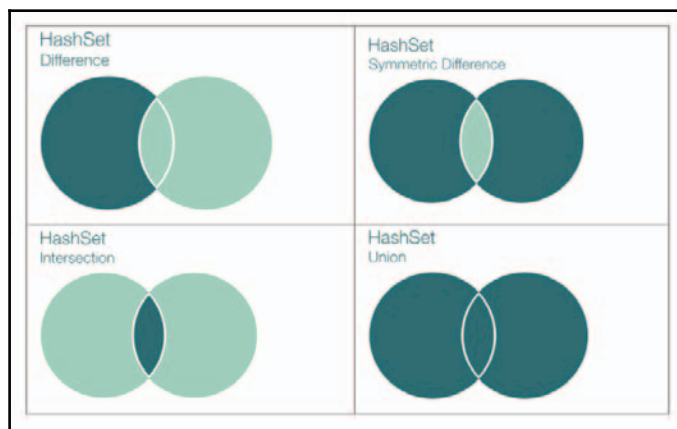 HashSet
Difference
HashSet
Symmetric Difference
HashSet
Intersection
HashSet
Union